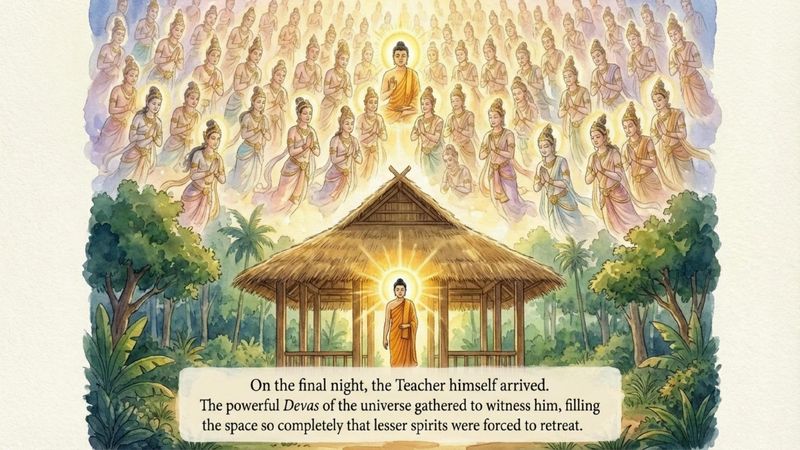 On the final night, the Teacher himself arrived.
The powerful Devas of the universe gathered to witness him, filling
the space so completely that lesser spirits were forced to retreat.